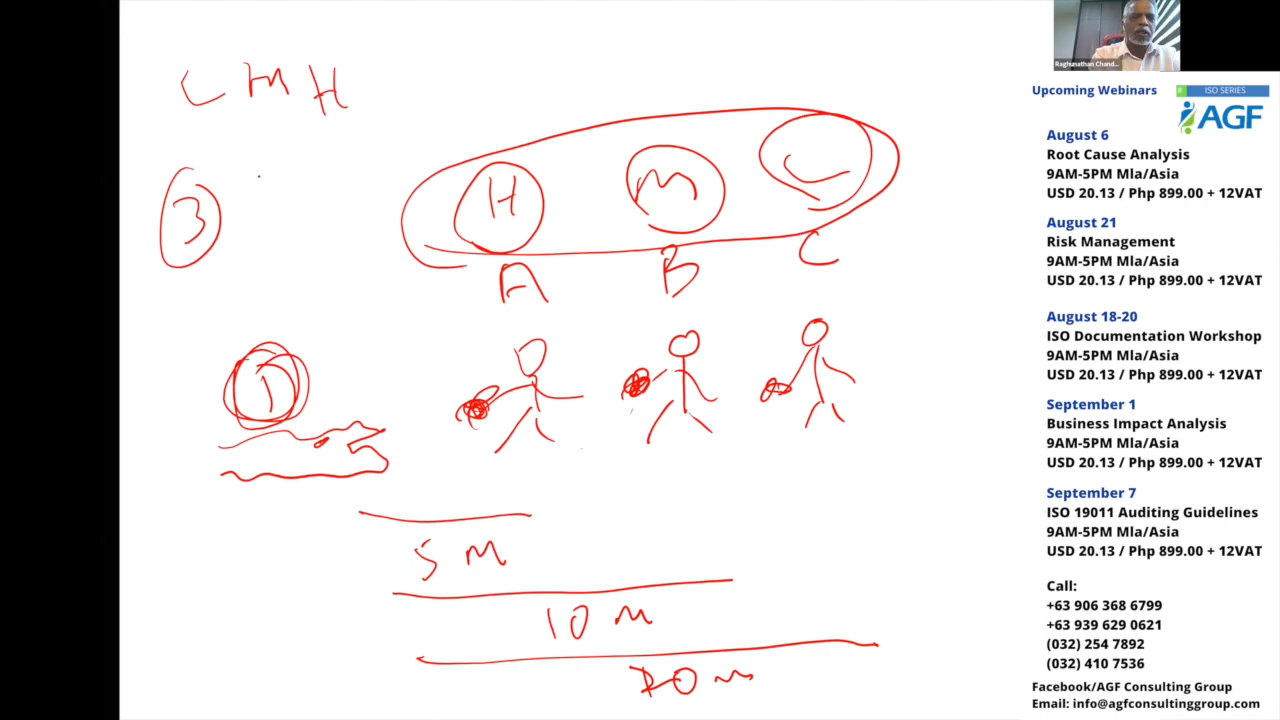 L M H
H
M
L
3
A
B
C
1
5 M
10 M
20 m
Raghunathan Chand...
Upcoming Webinars
ISO SERIES
AGF
August 6
Root Cause Analysis
9AM-5PM Mla/Asia
USD 20.13 / Php 899.00 + 12VAT
August 21
Risk Management
9AM-5PM Mla/Asia
USD 20.13 / Php 899.00 + 12VAT
August 18-20
ISO Documentation Workshop
9AM-5PM Mla/Asia
USD 20.13 / Php 899.00 + 12VAT
September 1
Business Impact Analysis
9AM-5PM Mla/Asia
USD 20.13 / Php 899.00 + 12VAT
September 7
ISO 19011 Auditing Guidelines
9AM-5PM Mla/Asia
USD 20.13 / Php 899.00 + 12VAT
Call:
+63 906 368 6799
+63 939 629 0621
(032) 254 7892
(032) 410 7536
Facebook/AGF Consulting Group
Email: info@agfconsultinggroup.com